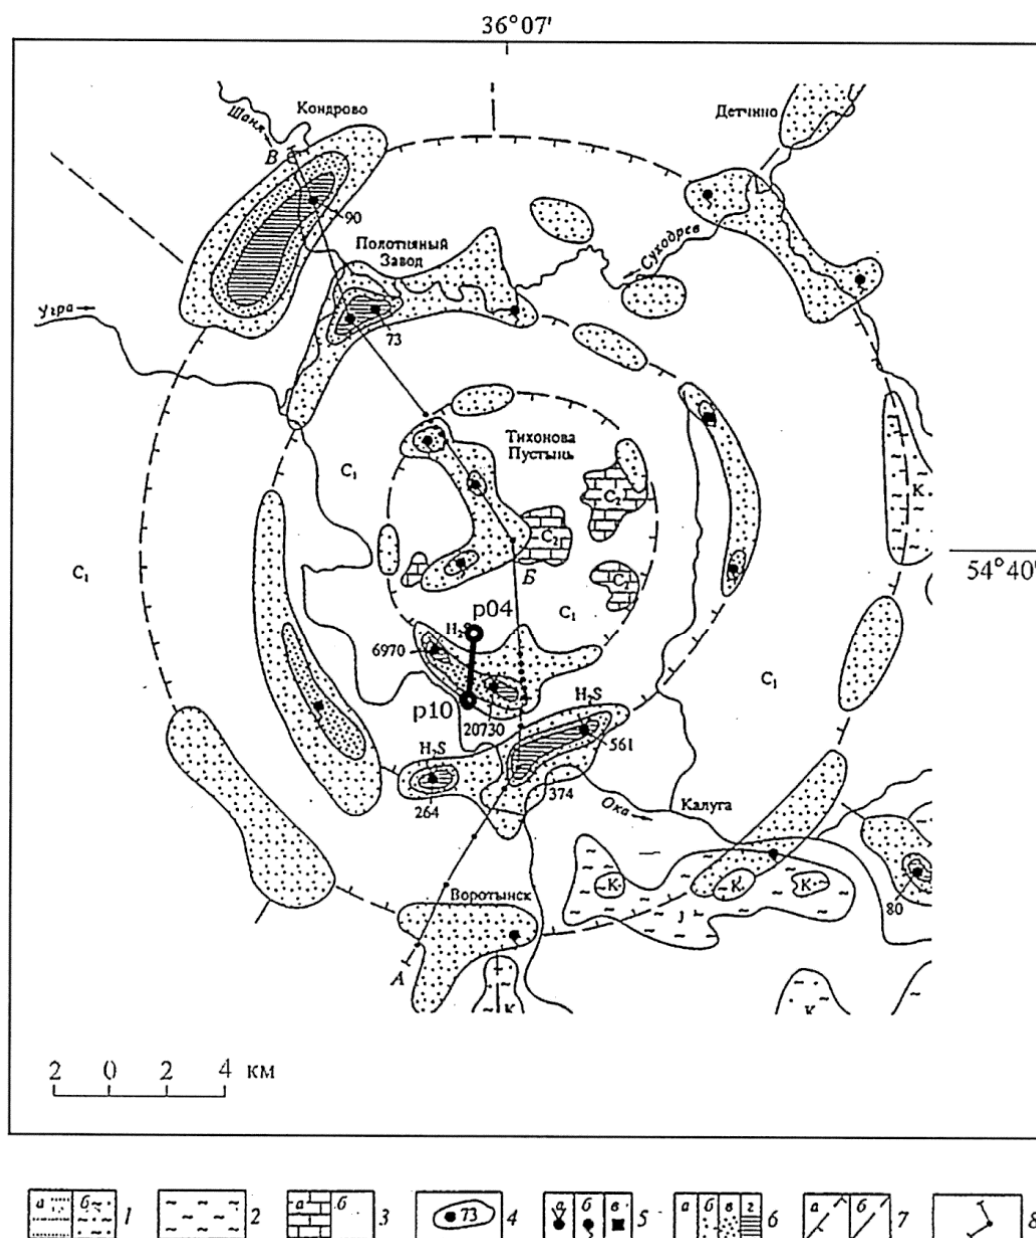 36°07'
Кондрово
Детчино
Шаня
В
90
Полотняный
Завод
Суходрев
Угра
73
Тихонова
Пустынь
C₁
К
C₂
C₂
C₁
54°40'
Б
C₂
p04
C₁
H₂S
6970
C₁
H₂S
p10
20730
561
H₂S
374
264
Ока
Калуга
К
К
К
J
80
Воротынск
А
К
К
2 0 2 4 км
а б 1
2
а б 3
73 4
а б в 5
а б в г 6
а б 7
8